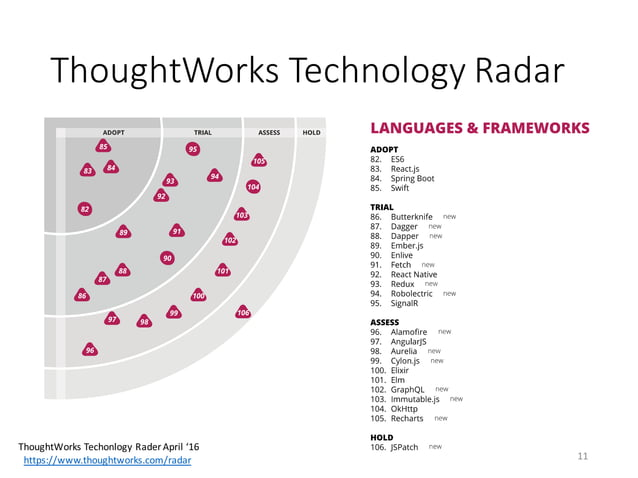 ThoughtWorks Technology Radar
ADOPT TRIAL ASSESS HOLD
85
95
105
83
84
93
94
104
92
82
103
89
91
102
90
88
101
87
86
100
99
106
97
98
96
LANGUAGES & FRAMEWORKS
ADOPT
82. ES6
83. React.js
84. Spring Boot
85. Swift
TRIAL
86. Butterknife new
87. Dagger new
88. Dapper new
89. Ember.js
90. Enlive
91. Fetch new
92. React Native
93. Redux new
94. Robolectric new
95. SignalR
ASSESS
96. Alamofire new
97. AngularJS
98. Aurelia new
99. Cylon.js new
100. Elixir
101. Elm
102. GraphQL new
103. Immutable.js new
104. OkHttp
105. Recharts new
HOLD
106. JSPatch new
ThoughtWorks Techonlogy Rader April ‘16
https://www.thoughtworks.com/radar
11